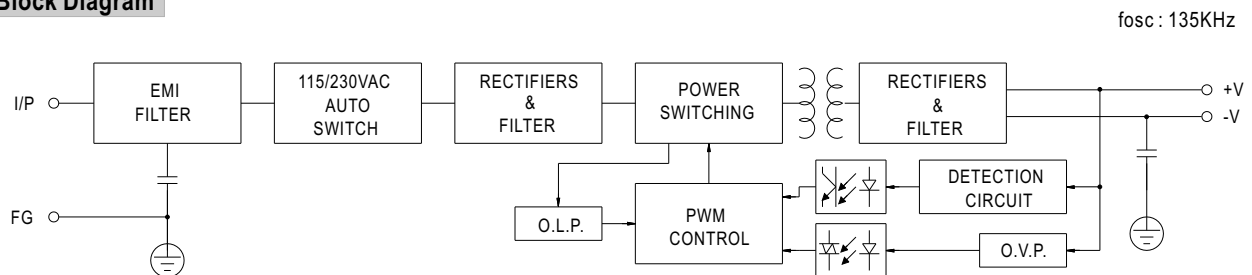 Block Diagram
fosc : 135KHz
I/P
EMI
FILTER
115/230VAC
AUTO
SWITCH
RECTIFIERS
&
FILTER
POWER
SWITCHING
RECTIFIERS
&
FILTER
+V
-V
FG
O.L.P.
PWM
CONTROL
DETECTION
CIRCUIT
O.V.P.